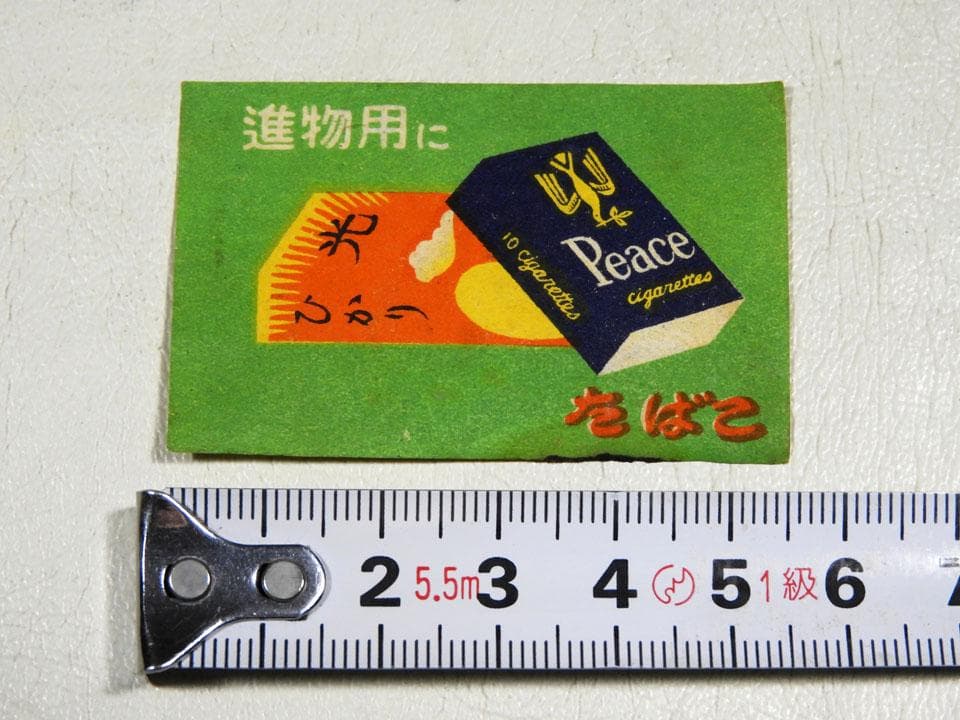 進物用に
光
ひかり
10 cigarettes
Peace
cigarettes
たばこ
2 5.5m 3 4 5 1級 6 7